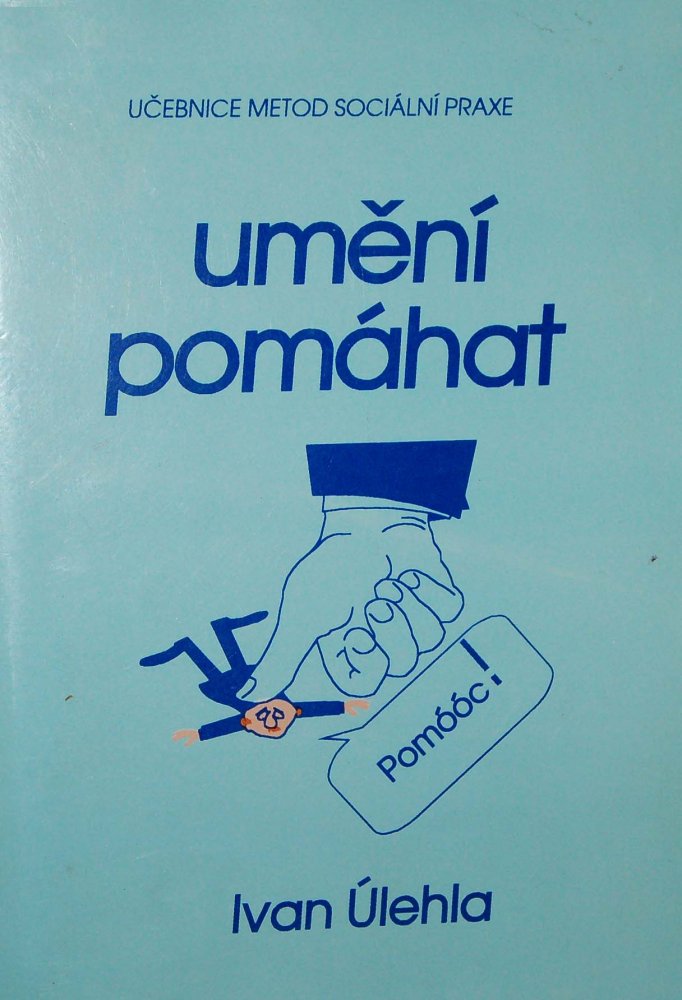 UČEBNICE METOD SOCIÁLNÍ PRAXE
umění
pomáhat
Pomóóc!
Ivan Úlehla